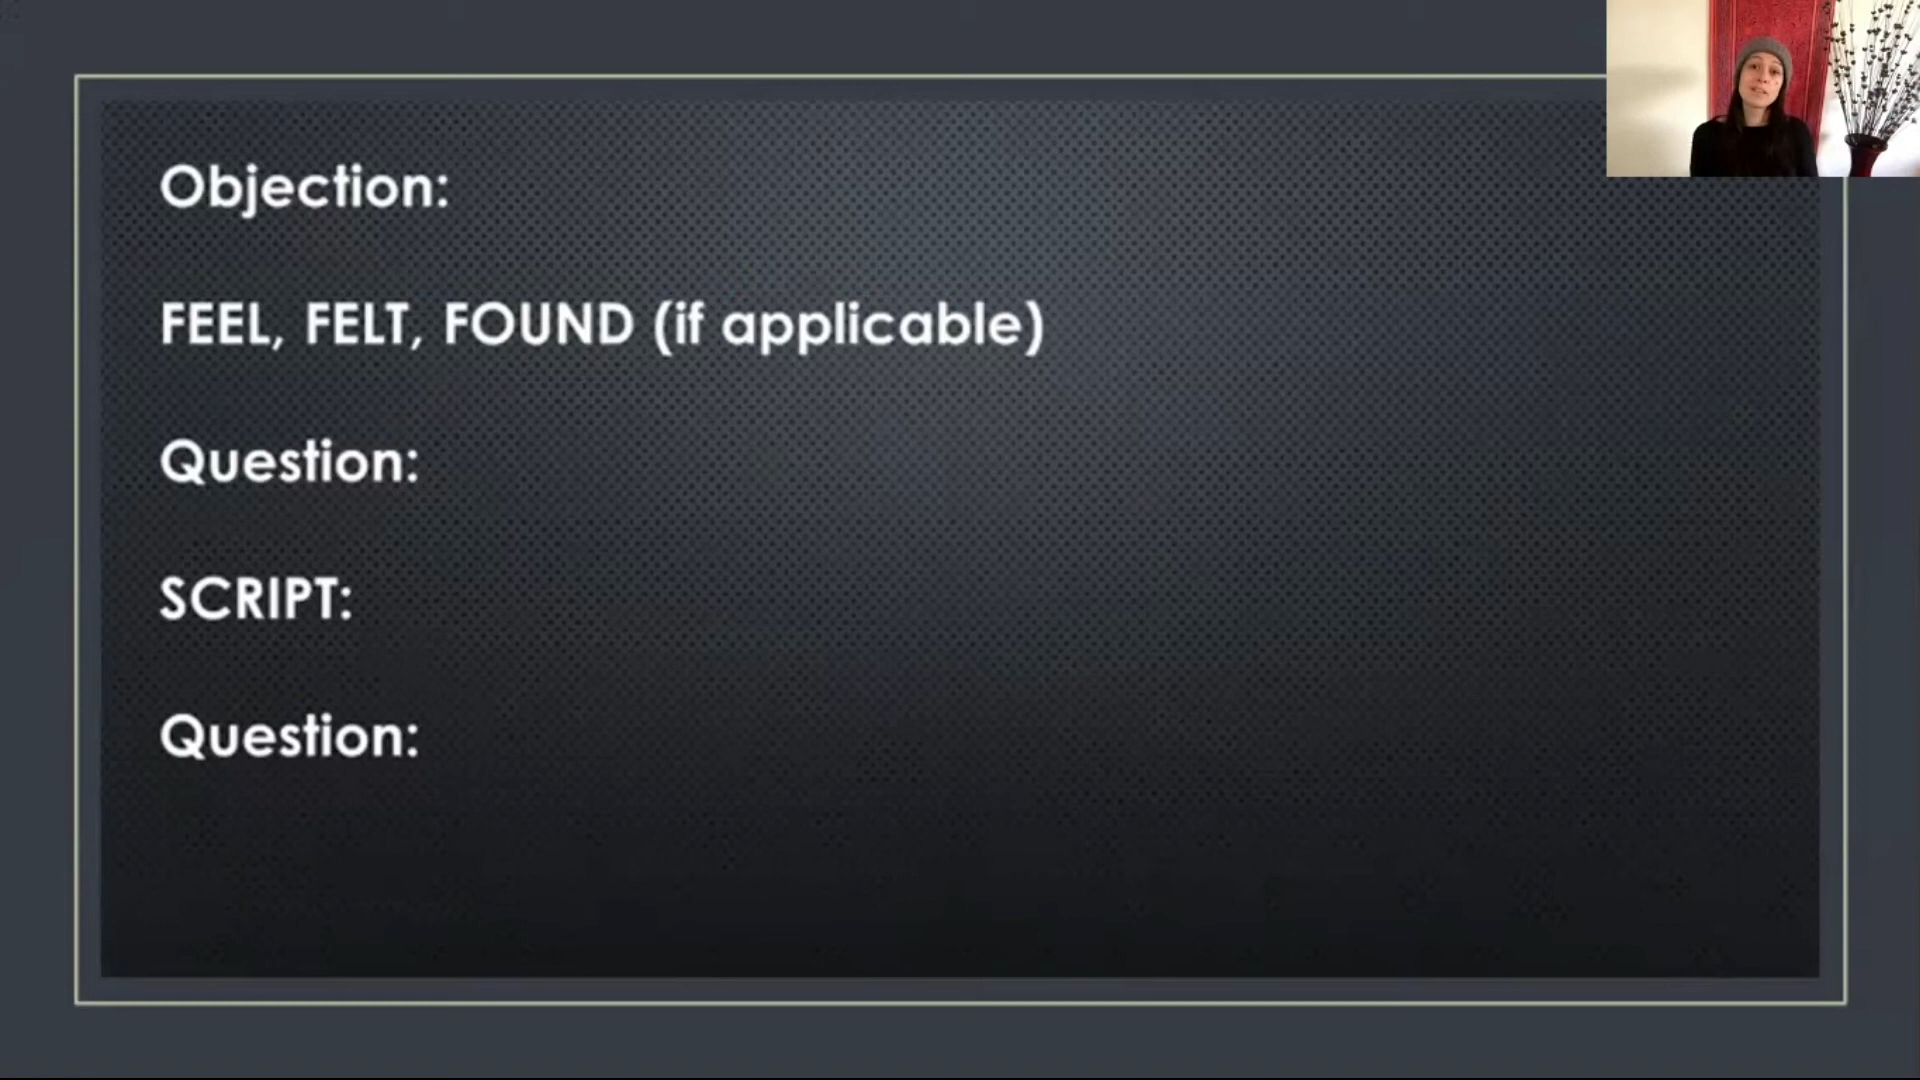 Objection:
FEEL, FELT, FOUND (if applicable)
Question:
SCRIPT:
Question: